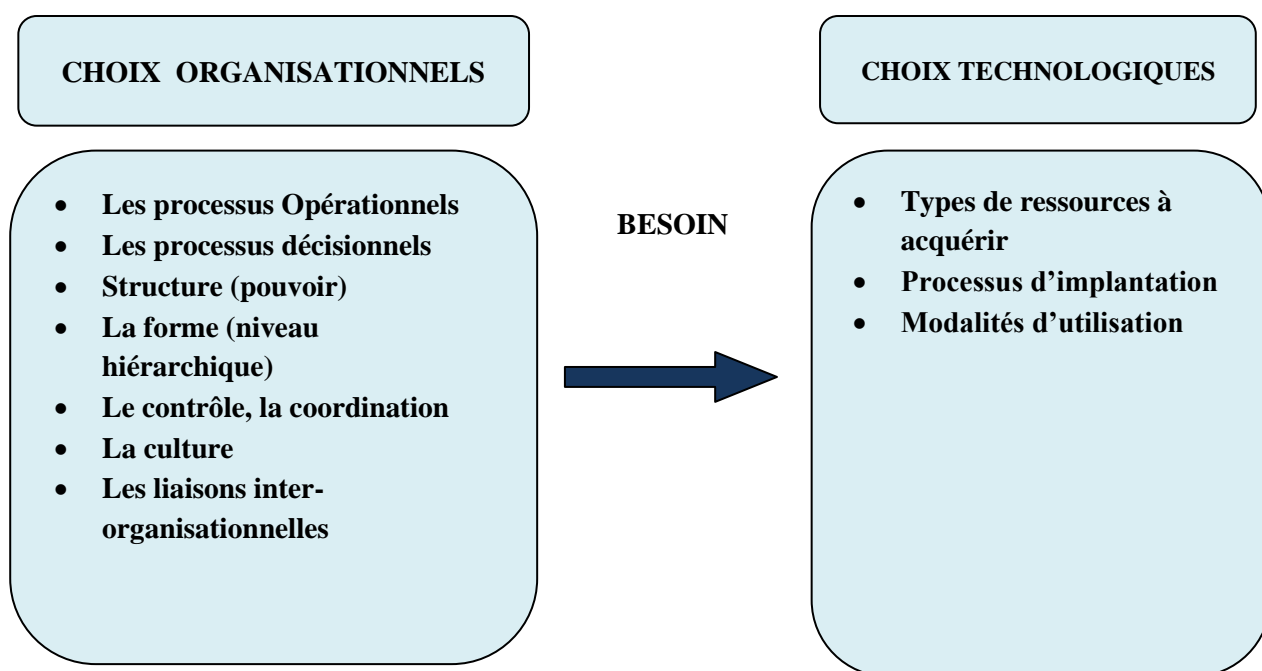 CHOIX ORGANISATIONNELS
• Les processus Opérationnels
• Les processus décisionnels
• Structure (pouvoir)
• La forme (niveau
hiérarchique)
• Le contrôle, la coordination
• La culture
• Les liaisons inter-
organisationnelles
BESOIN
CHOIX TECHNOLOGIQUES
• Types de ressources à
acquérir
• Processus d’implantation
• Modalités d’utilisation